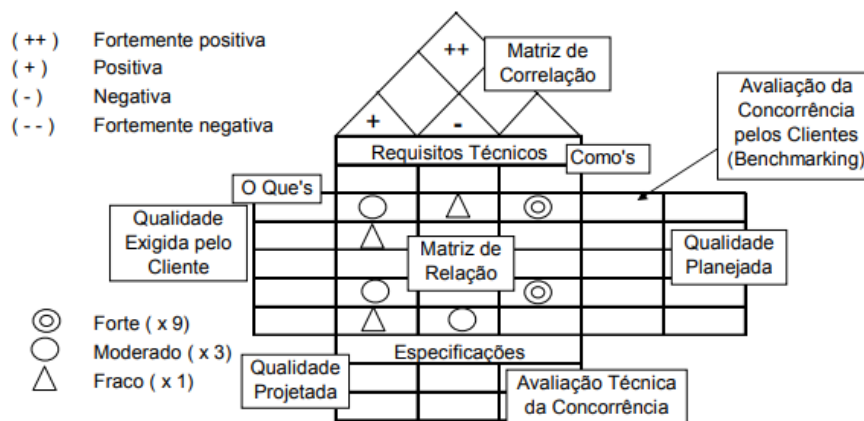 ( ++ ) Fortemente positiva
( + ) Positiva
( - ) Negativa
( - - ) Fortemente negativa
++
Matriz de
Correlação
+
-
Avaliação da
Concorrência
pelos Clientes
(Benchmarking)
Requisitos Técnicos
Como's
O Que's
Qualidade
Exigida pelo
Cliente
Matriz de
Relação
Qualidade
Planejada
Forte ( x 9)
Moderado ( x 3)
Fraco ( x 1)
Especificações
Qualidade
Projetada
Avaliação Técnica
da Concorrência